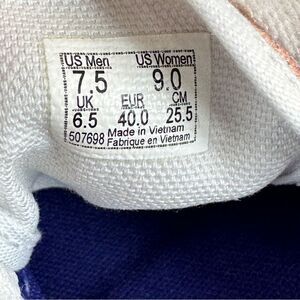 US Men US Women
7.5 9.0
UK EUR CM
6.5 40.0 25.5
507698 Made in Vietnam
Fabrique en Vietnam